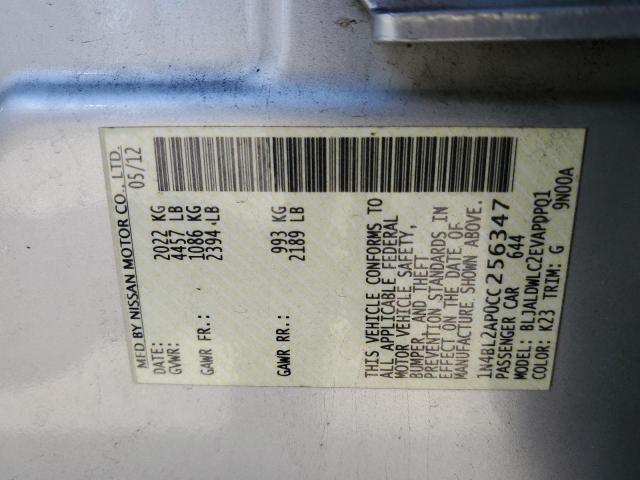 MFD BY NISSAN MOTOR CO., LTD.
DATE: 05/12
GVWR: 2022 KG
4457 LB
GAWR FR: 1086 KG
2394 LB
GAWR RR: 993 KG
2189 LB
THIS VEHICLE CONFORMS TO
ALL APPLICABLE FEDERAL
MOTOR VEHICLE SAFETY,
BUMPER, AND THEFT
PREVENTION STANDARDS IN
EFFECT ON THE DATE OF
MANUFACTURE SHOWN ABOVE.
1N4BL2AP0CC256347
PASSENGER CAR 644
MODEL: BLJALDWLC2EVAPDPQ1
COLOR: K23 TRIM: G 9N00A